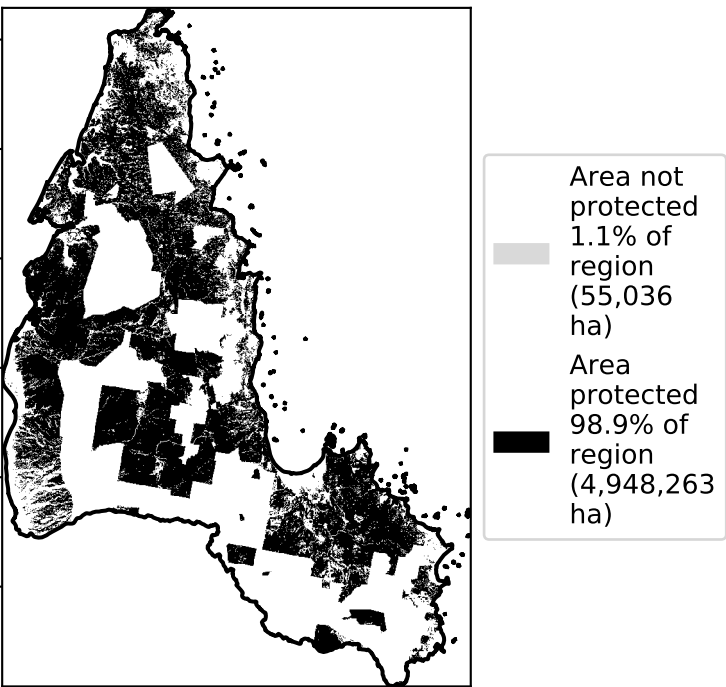 Area not
protected
1.1% of
region
(55,036
ha)
Area
protected
98.9% of
region
(4,948,263
ha)